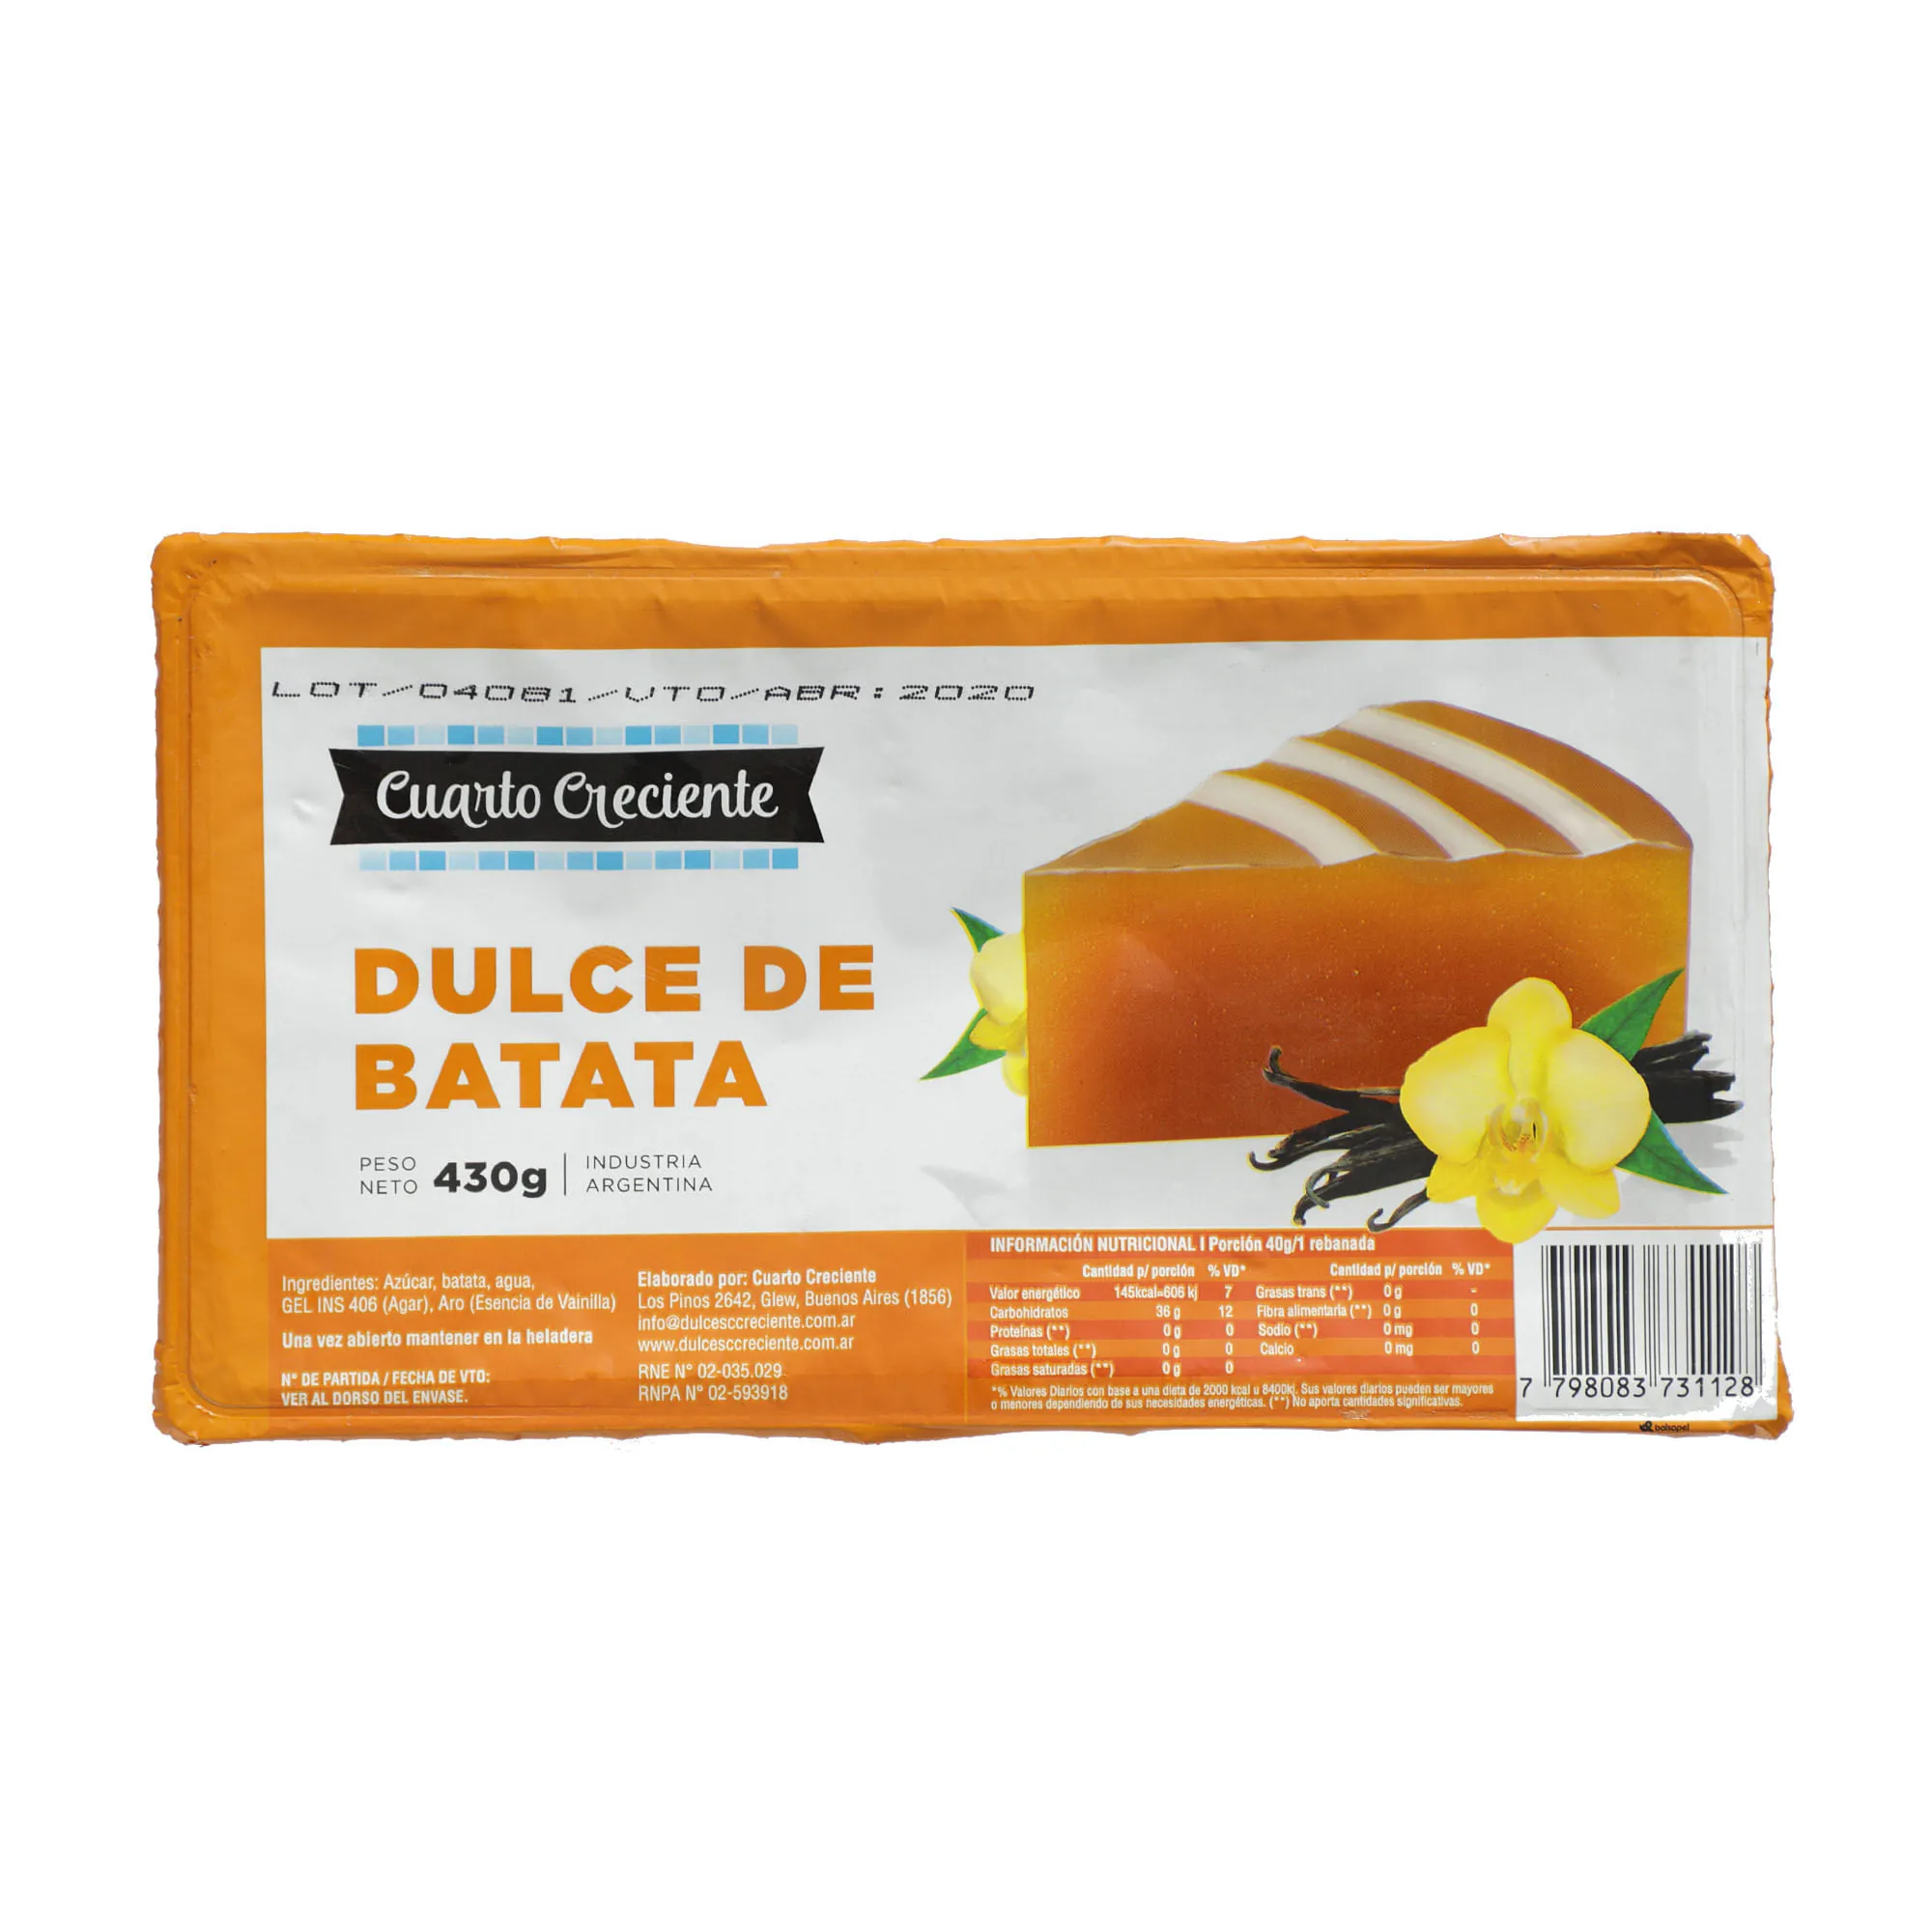 LOT/04081/VTO/ABR:2020
Cuarto Creciente
DULCE DE
BATATA
PESO
NETO
430g
INDUSTRIA
ARGENTINA
Ingredientes: Azúcar, batata, agua,
GEL INS 406 (Agar), Aro (Esencia de Vainilla)
Una vez abierto mantener en la heladera
N° DE PARTIDA / FECHA DE VTO:
VER AL DORSO DEL ENVASE.
Elaborado por: Cuarto Creciente
Los Pinos 2642, Glew, Buenos Aires (1856)
info@dulcesccreciente.com.ar
www.dulcesccreciente.com.ar
RNE N° 02-035.029
RNPA N° 02-593918
INFORMACIÓN NUTRICIONAL I Porción 40g/1 rebanada
Cantidad p/ porción % VD*
Valor energético 145kcal=606 kj 7
Carbohidratos 36 g 12
Proteínas (**) 0 g 0
Grasas totales (**) 0 g 0
Grasas saturadas (**) 0 g 0
Cantidad p/ porción % VD*
Grasas trans (**) 0 g -
Fibra alimentaria (**) 0 g 0
Sodio (**) 0 mg 0
Calcio 0 mg 0
*% Valores Diarios con base a una dieta de 2000 kcal u 8400kj. Sus valores diarios pueden ser mayores
o menores dependiendo de sus necesidades energéticas. (**) No aporta cantidades significativas.
7 798083 731128
bolsapel